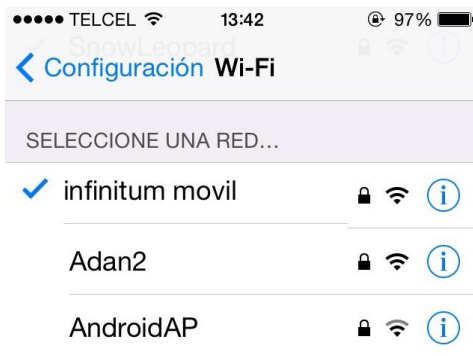 TELCEL 13:42 97%
SnowLeopard
Configuración Wi-Fi
SELECCIONE UNA RED...
infinitum movil
Adan2
AndroidAP